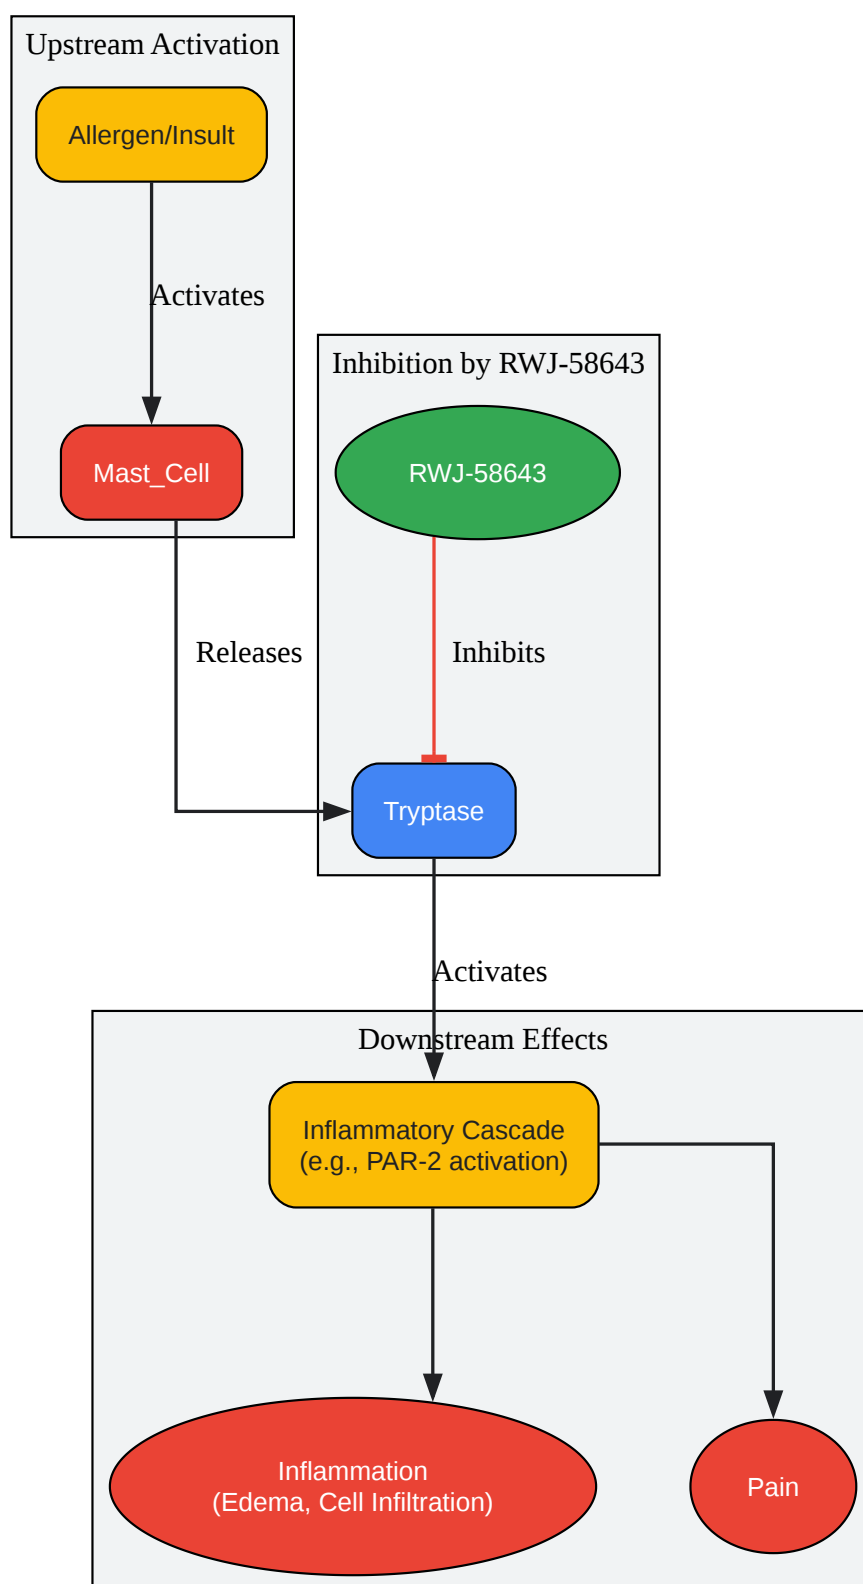 Upstream Activation
Allergen/Insult
Activates
Mast_Cell
Inhibition by RWJ-58643
RWJ-58643
Releases
Inhibits
Tryptase
Activates
Downstream Effects
Inflammatory Cascade
(e.g., PAR-2 activation)
Inflammation
(Edema, Cell Infiltration)
Pain